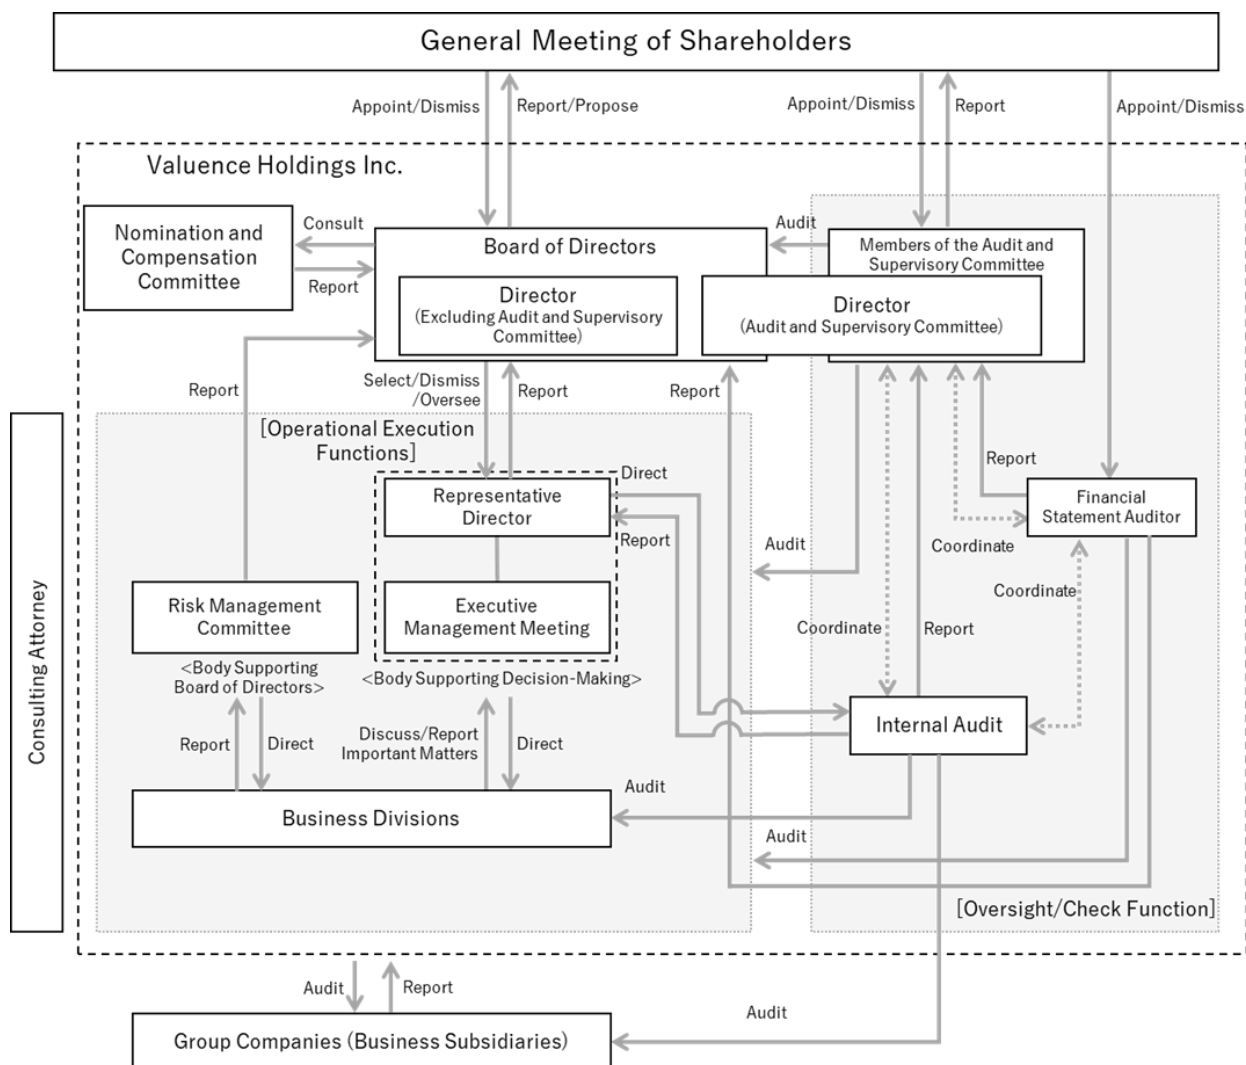 General Meeting of Shareholders
Appoint/Dismiss
Report/Propose
Appoint/Dismiss
Report
Appoint/Dismiss
Valuence Holdings Inc.
Nomination and
Compensation
Committee
Consult
Report
Board of Directors
Director
(Excluding Audit and Supervisory
Committee)
Audit
Members of the Audit and
Supervisory Committee
Director
(Audit and Supervisory Committee)
Report
Select/Dismiss
/Oversee
Report
Report
Consulting Attorney
[Operational Execution
Functions]
Representative
Director
Direct
Report
Executive
Management Meeting
<Body Supporting Decision-Making>
Risk Management
Committee
<Body Supporting
Board of Directors>
Report
Direct
Discuss/Report
Important Matters
Direct
Business Divisions
Audit
Report
Financial
Statement Auditor
Coordinate
Coordinate
Coordinate
Report
Internal Audit
Audit
Audit
[Oversight/Check Function]
Audit
Report
Audit
Group Companies (Business Subsidiaries)